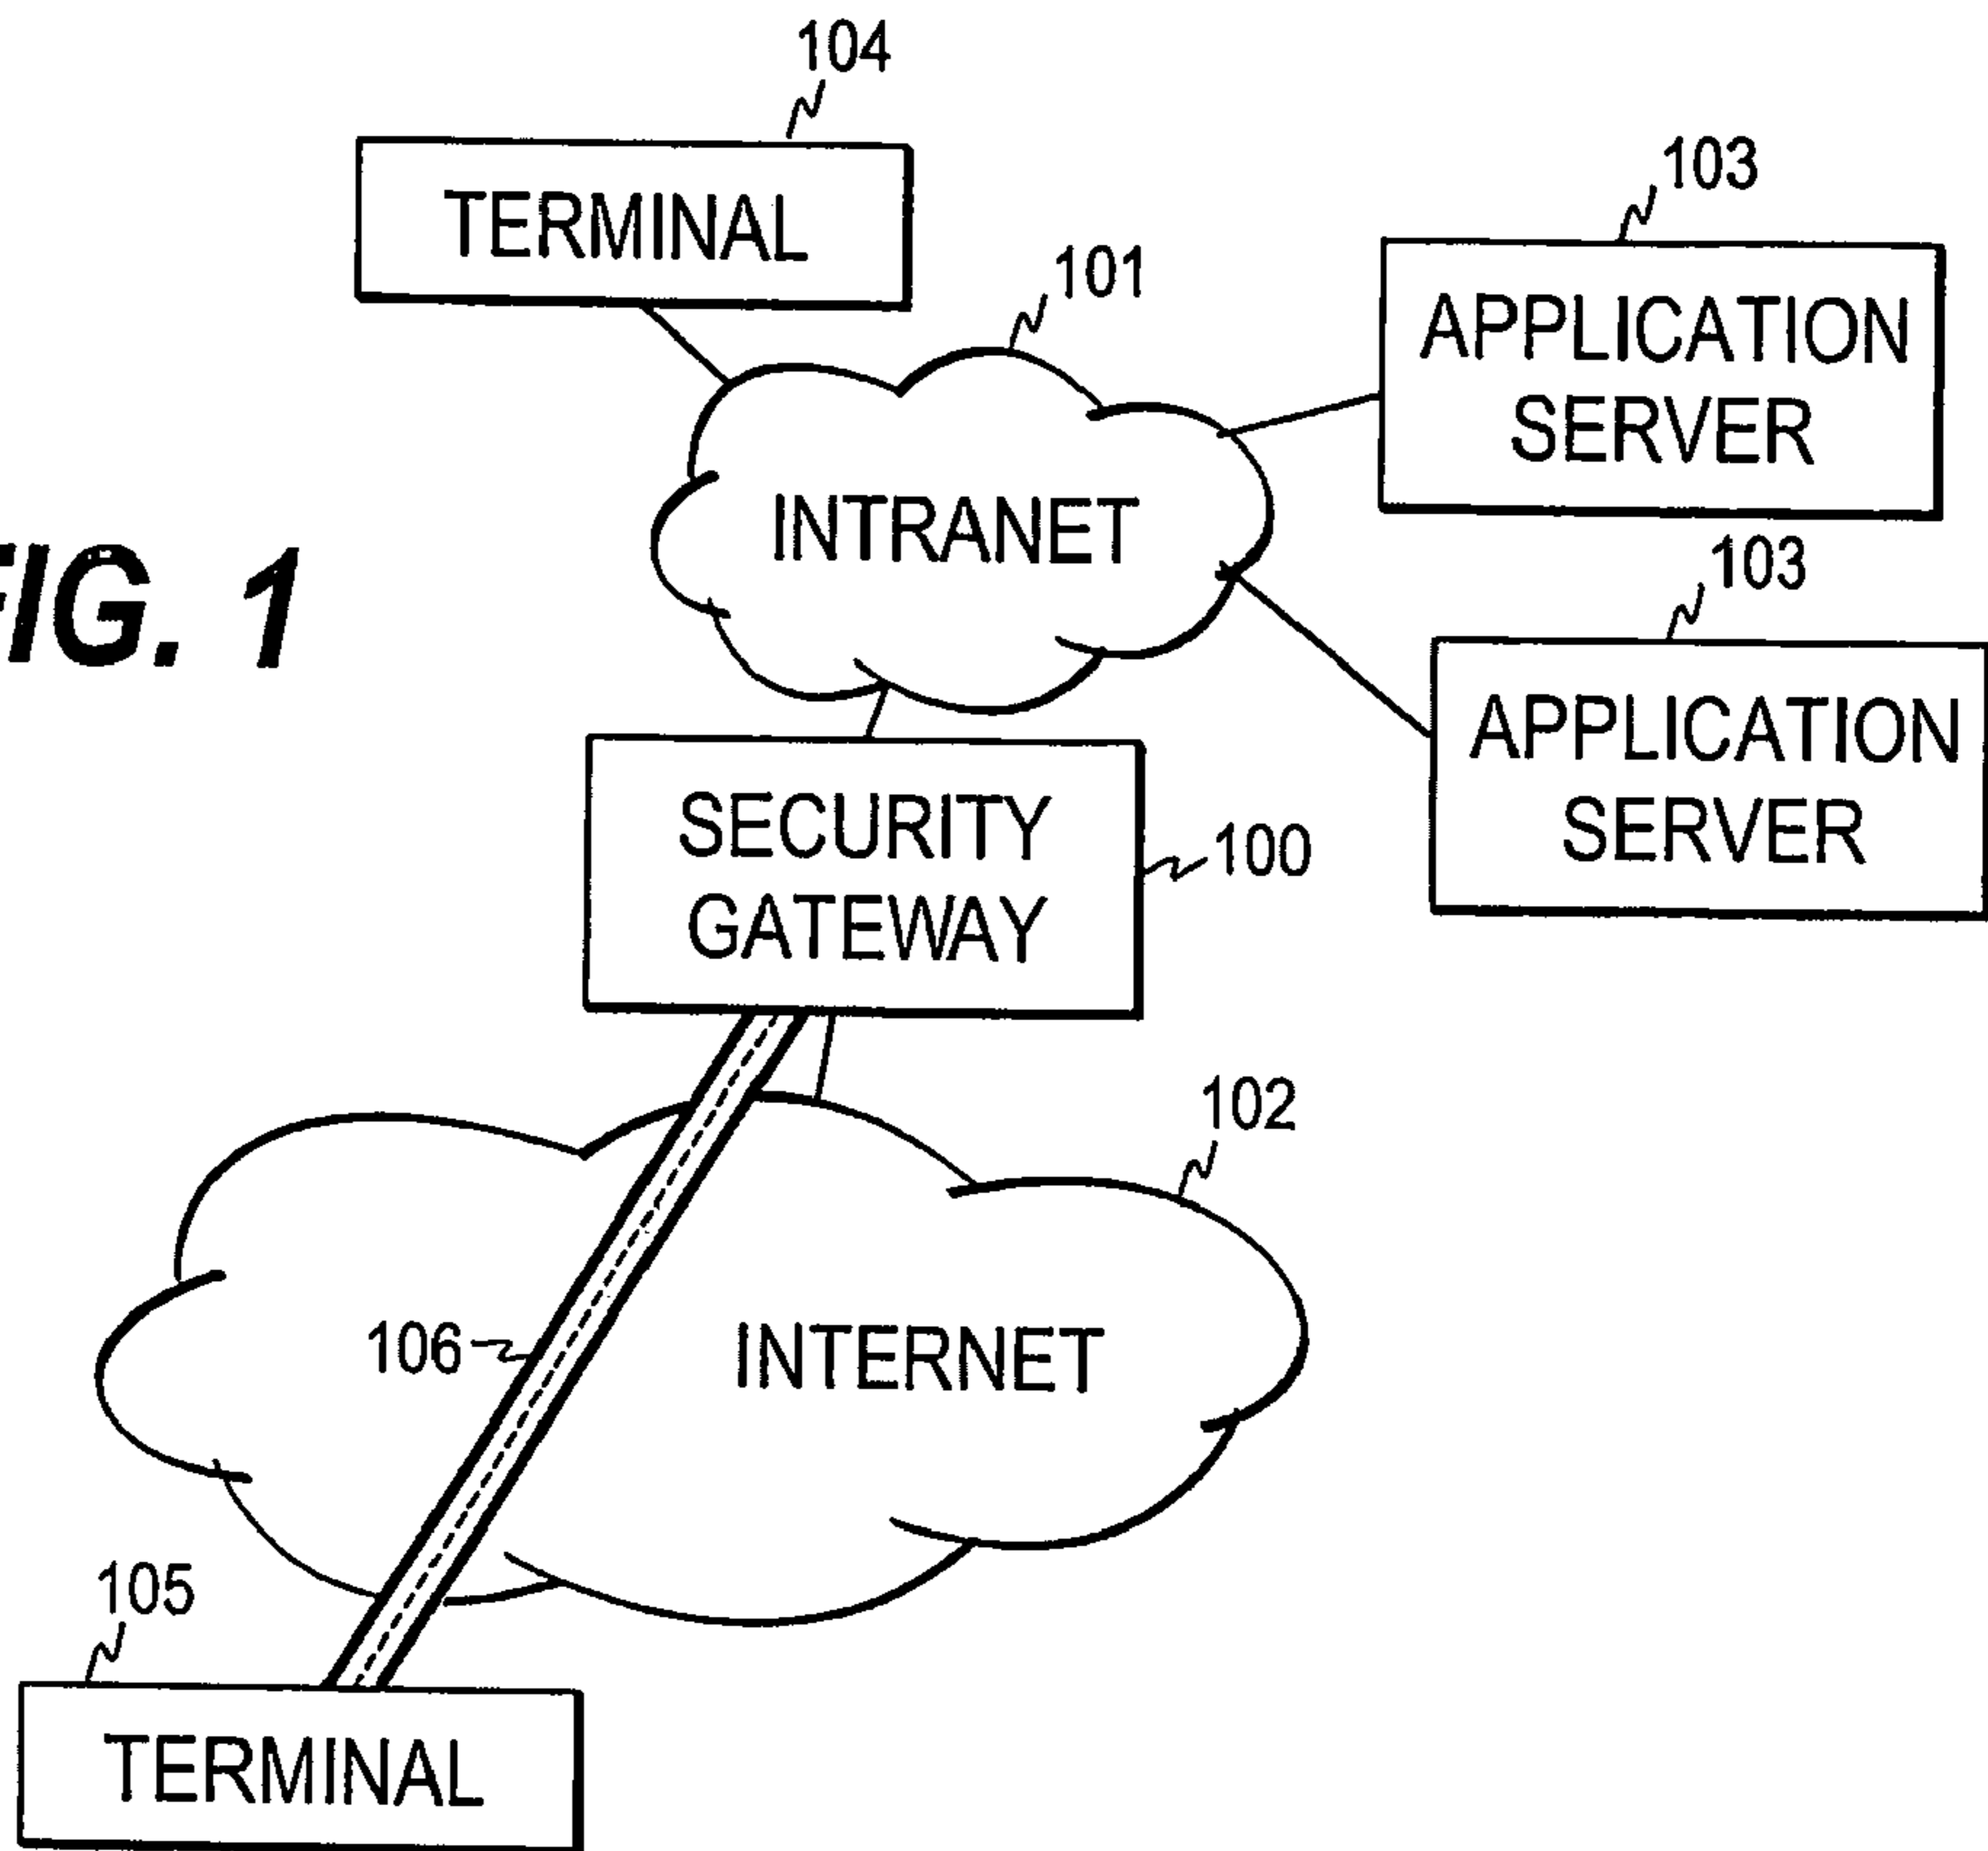 104
TERMINAL
103
101
APPLICATION
SERVER
INTRANET
FIG. 1
103
APPLICATION
SERVER
SECURITY
GATEWAY
100
102
106
INTERNET
105
TERMINAL